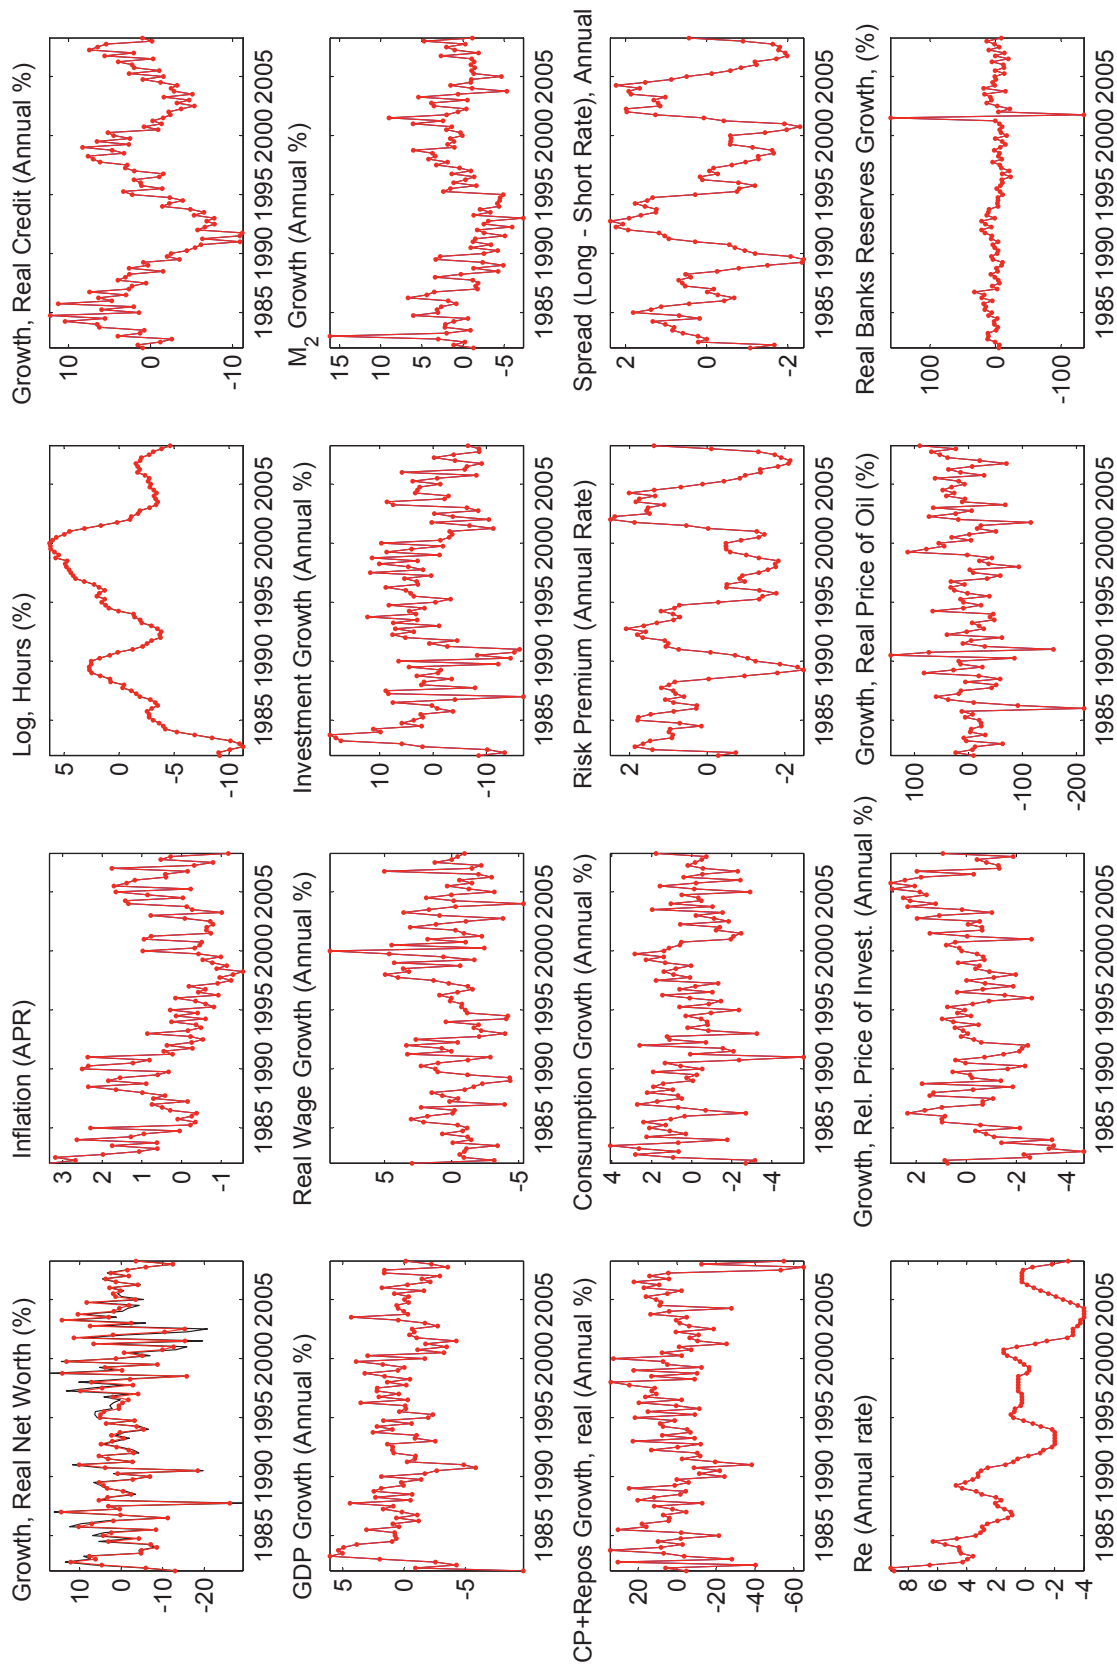 Growth, Real Net Worth (%)
10
0
-10
-20
1985 1990 1995 2000 2005
Inflation (APR)
3
2
1
0
-1
1985 1990 1995 2000 2005
Log, Hours (%)
5
0
-5
-10
1985 1990 1995 2000 2005
Growth, Real Credit (Annual %)
10
0
-10
1985 1990 1995 2000 2005
GDP Growth (Annual %)
5
0
-5
1985 1990 1995 2000 2005
Real Wage Growth (Annual %)
5
0
-5
1985 1990 1995 2000 2005
Investment Growth (Annual %)
10
0
-10
1985 1990 1995 2000 2005
M2 Growth (Annual %)
15
10
5
0
-5
1985 1990 1995 2000 2005
CP+Repos Growth, real (Annual %)
20
0
-20
-40
-60
1985 1990 1995 2000 2005
Consumption Growth (Annual %)
4
2
0
-2
-4
1985 1990 1995 2000 2005
Risk Premium (Annual Rate)
2
0
-2
1985 1990 1995 2000 2005
Spread (Long - Short Rate), Annual
2
0
-2
1985 1990 1995 2000 2005
Re (Annual rate)
8
6
4
2
0
-2
-4
1985 1990 1995 2000 2005
Growth, Rel. Price of Invest. (Annual %)
2
0
-2
-4
1985 1990 1995 2000 2005
Growth, Real Price of Oil (%)
100
0
-100
-200
1985 1990 1995 2000 2005
Real Banks Reserves Growth, (%)
100
0
-100
1985 1990 1995 2000 2005